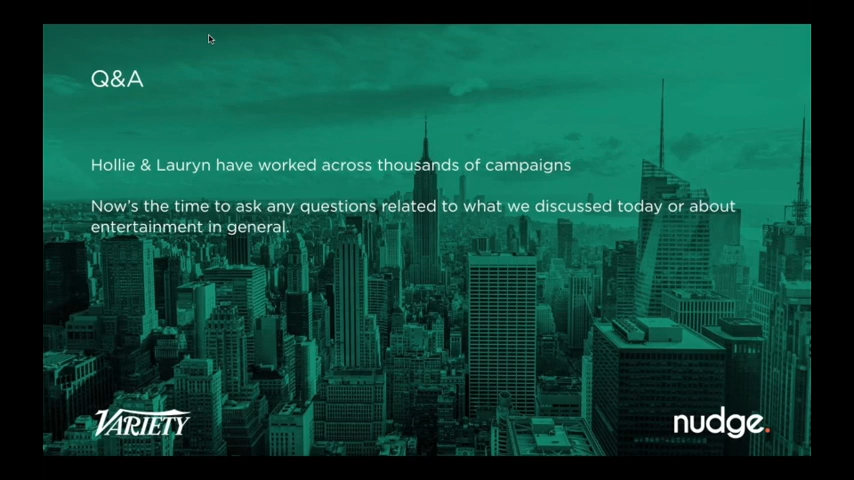 Q&A
Hollie & Lauryn have worked across thousands of campaigns
Now's the time to ask any questions related to what we discussed today or about
entertainment in general.
VARIETY
nudge.